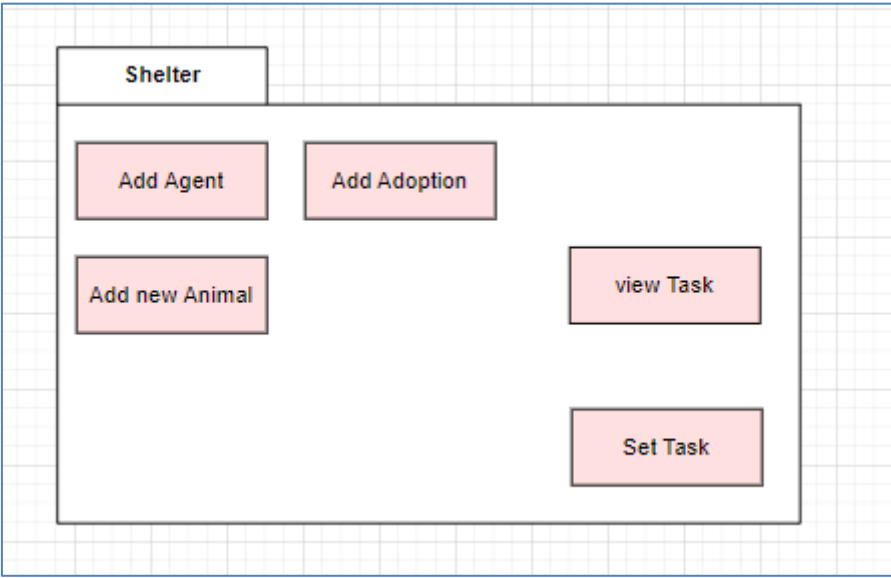 Shelter
Add Agent
Add Adoption
Add new Animal
view Task
Set Task